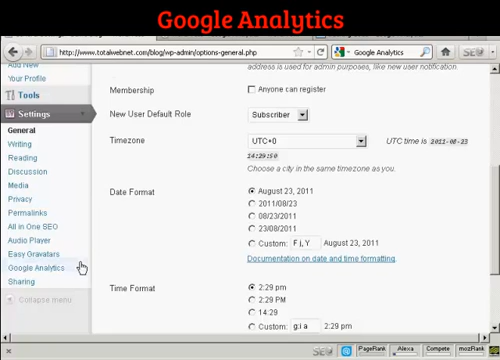 Google Analytics
http://www.totalwebnet.com/blog/wp-admin/options-general.php
Google Analytics
Add New
Your Profile
Tools
Settings
General
Writing
Reading
Discussion
Media
Privacy
Permalinks
All in One SEO
Audio Player
Easy Gravatars
Google Analytics
Sharing
Collapse menu
address is used for admin purposes, like new user notification.
Membership
Anyone can register
New User Default Role
Subscriber
Timezone
UTC+0
UTC time is 2011-08-23
14:29:50
Choose a city in the same timezone as you.
Date Format
August 23, 2011
2011/08/23
08/23/2011
23/08/2011
Custom: F j, Y August 23, 2011
Documentation on date and time formatting.
Time Format
2:29 pm
2:29 PM
14:29
Custom: g:i a 2:29 pm
SEO
PageRank
Alexa
Compete
mozRank